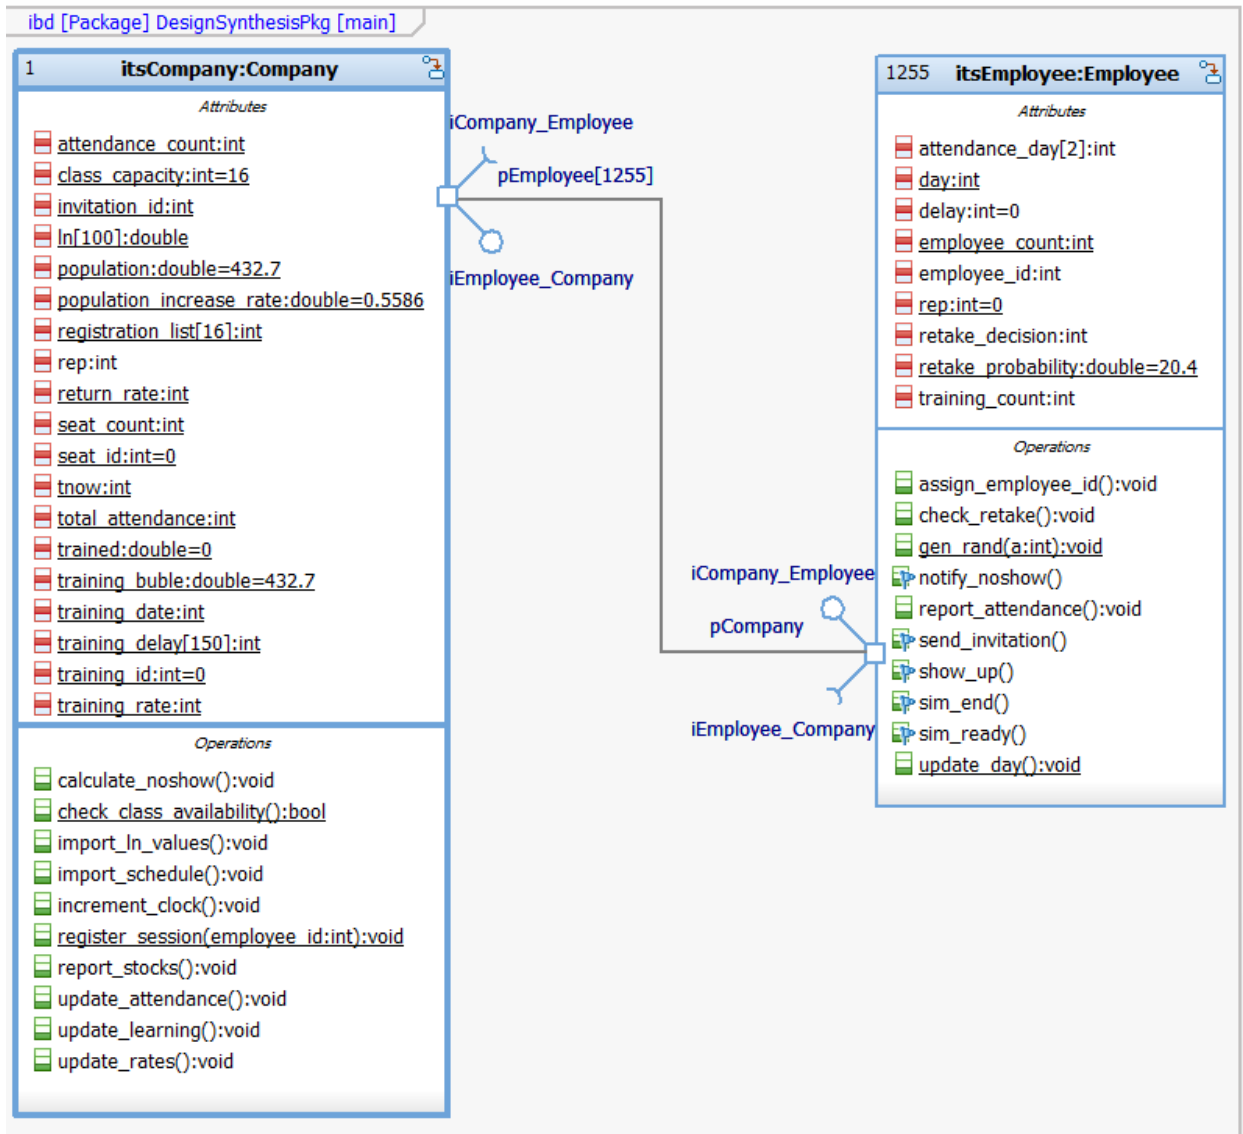 ibd [Package] DesignSynthesisPkg [main]
1 itsCompany:Company
Attributes
attendance_count:int
class_capacity:int=16
invitation_id:int
ln[100]:double
population:double=432.7
population_increase_rate:double=0.5586
registration_list[16]:int
rep:int
return_rate:int
seat_count:int
seat_id:int=0
tnow:int
total_attendance:int
trained:double=0
training_buble:double=432.7
training_date:int
training_delay[150]:int
training_id:int=0
training_rate:int
Operations
calculate_noshow():void
check_class_availability():bool
import_ln_values():void
import_schedule():void
increment_clock():void
register_session(employee_id:int):void
report_stocks():void
update_attendance():void
update_learning():void
update_rates():void
iCompany_Employee
pEmployee[1255]
iEmployee_Company
iCompany_Employee
pCompany
iEmployee_Company
1255 itsEmployee:Employee
Attributes
attendance_day[2]:int
day:int
delay:int=0
employee_count:int
employee_id:int
rep:int=0
retake_decision:int
retake_probability:double=20.4
training_count:int
Operations
assign_employee_id():void
check_retake():void
gen_rand(a:int):void
notify_noshow()
report_attendance():void
send_invitation()
show_up()
sim_end()
sim_ready()
update_day():void